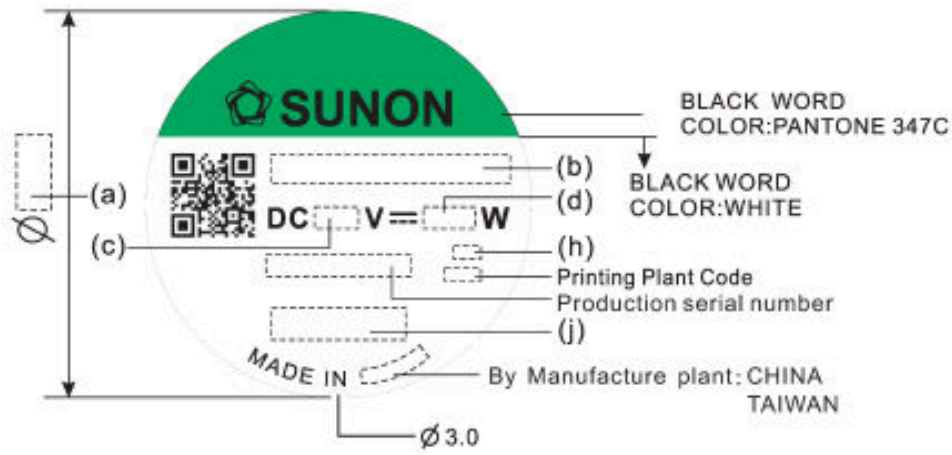 SUNON
BLACK WORD
COLOR:PANTONE 347C
(a)
(b)
BLACK WORD
COLOR:WHITE
DC V W
(d)
(c)
(h)
Printing Plant Code
Production serial number
(j)
MADE IN
By Manufacture plant: CHINA
TAIWAN
Ø
Ø 3.0